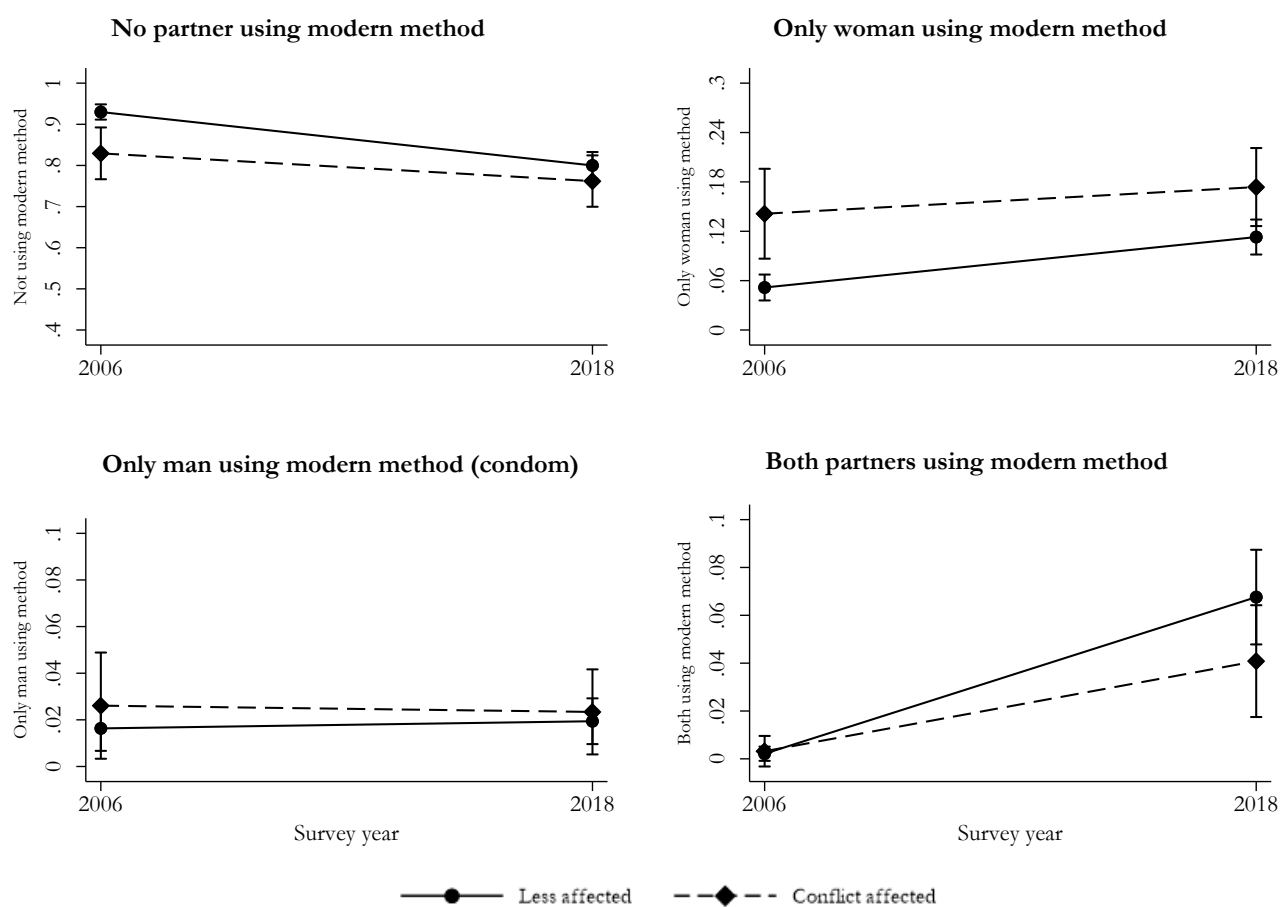 No partner using modern method
Not using modern method
1
.9
.8
.7
.6
.5
.4
2006 2018
Only woman using modern method
Only woman using method
.3
.24
.18
.12
.06
0
2006 2018
Only man using modern method (condom)
Only man using method
.1
.08
.06
.04
.02
0
2006 2018
Survey year
Both partners using modern method
Both using modern method
.1
.08
.06
.04
.02
0
2006 2018
Survey year
Less affected Conflict affected